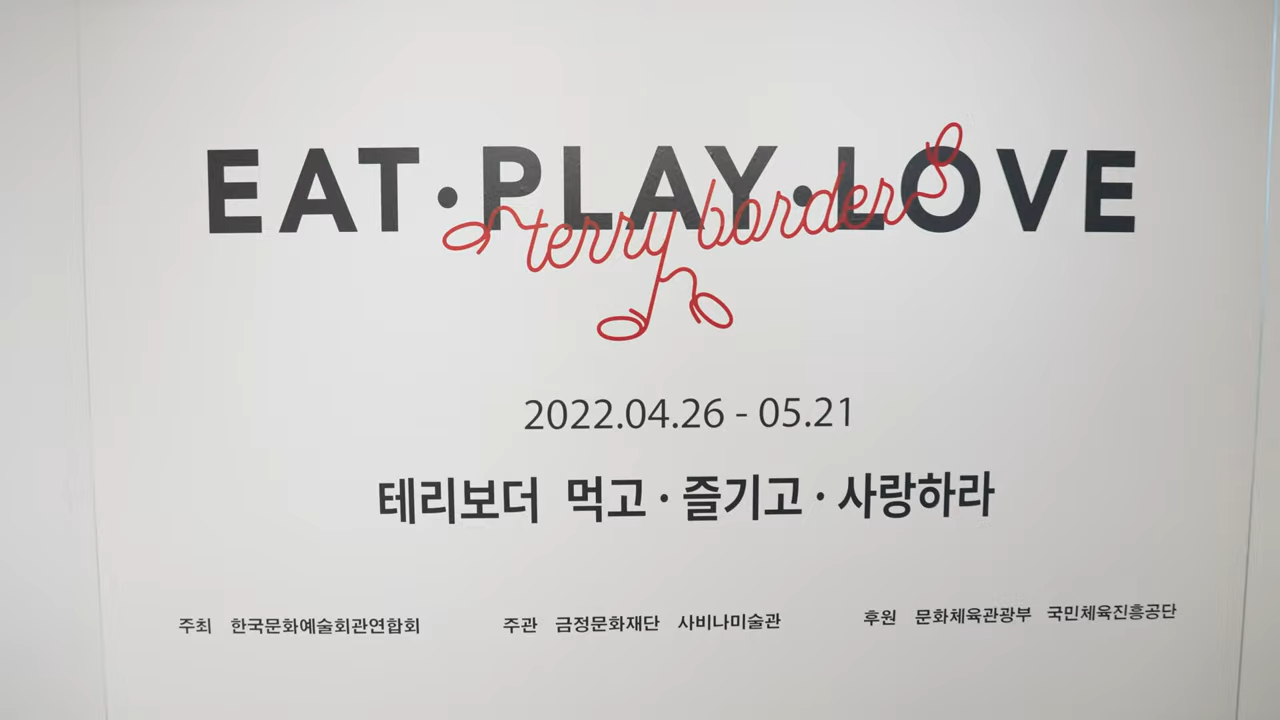 EAT·PLAY·LOVE
terry border
2022.04.26 - 05.21
테리보더 먹고·즐기고·사랑하라
주최 한국문화예술회관연합회 주관 금정문화재단 사비나미술관 후원 문화체육관광부 국민체육진흥공단